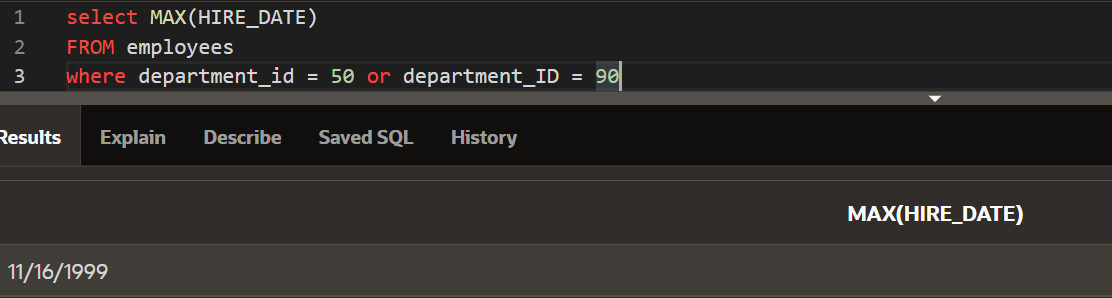 1 select MAX(HIRE_DATE)
2 FROM employees
3 where department_id = 50 or department_ID = 90
Results Explain Describe Saved SQL History
MAX(HIRE_DATE)
11/16/1999